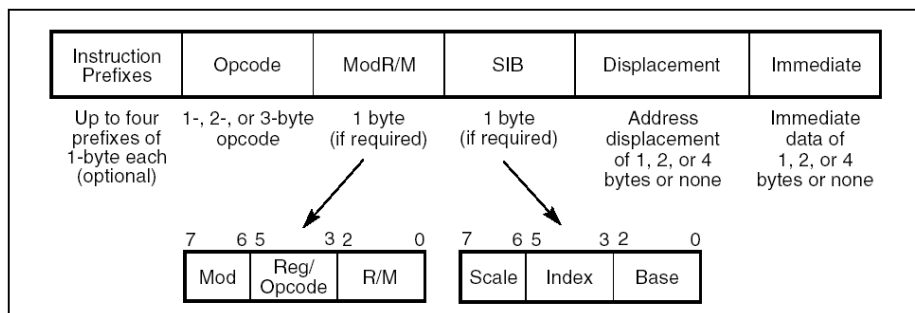 Instruction Prefixes
Opcode
ModR/M
SIB
Displacement
Immediate
Up to four
prefixes of
1-byte each
(optional)
1-, 2-, or 3-byte
opcode
1 byte
(if required)
1 byte
(if required)
Address
displacement
of 1, 2, or 4
bytes or none
Immediate
data of
1, 2, or 4
bytes or none
7 6 5 3 2 0
Mod
Reg/
Opcode
R/M
7 6 5 3 2 0
Scale
Index
Base